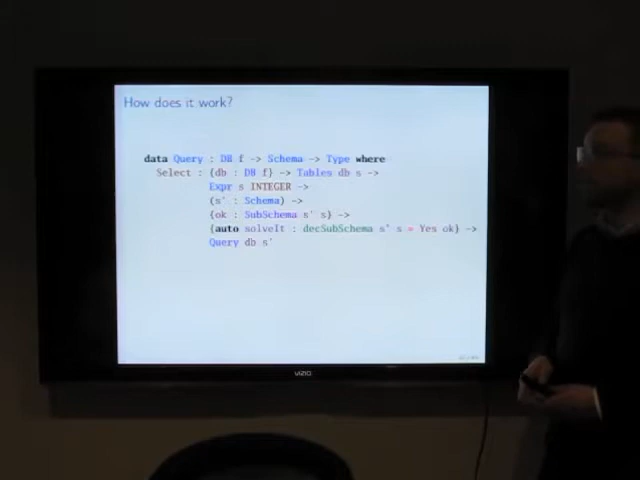 How does it work?
data Query : DB f -> Schema -> Type where
Select : {db : DB f} -> Tables db s ->
Expr s INTEGER ->
(s' : Schema) ->
{ok : SubSchema s' s} ->
{auto solveIt : decSubSchema s' s = Yes ok} ->
Query db s'
VIZIO